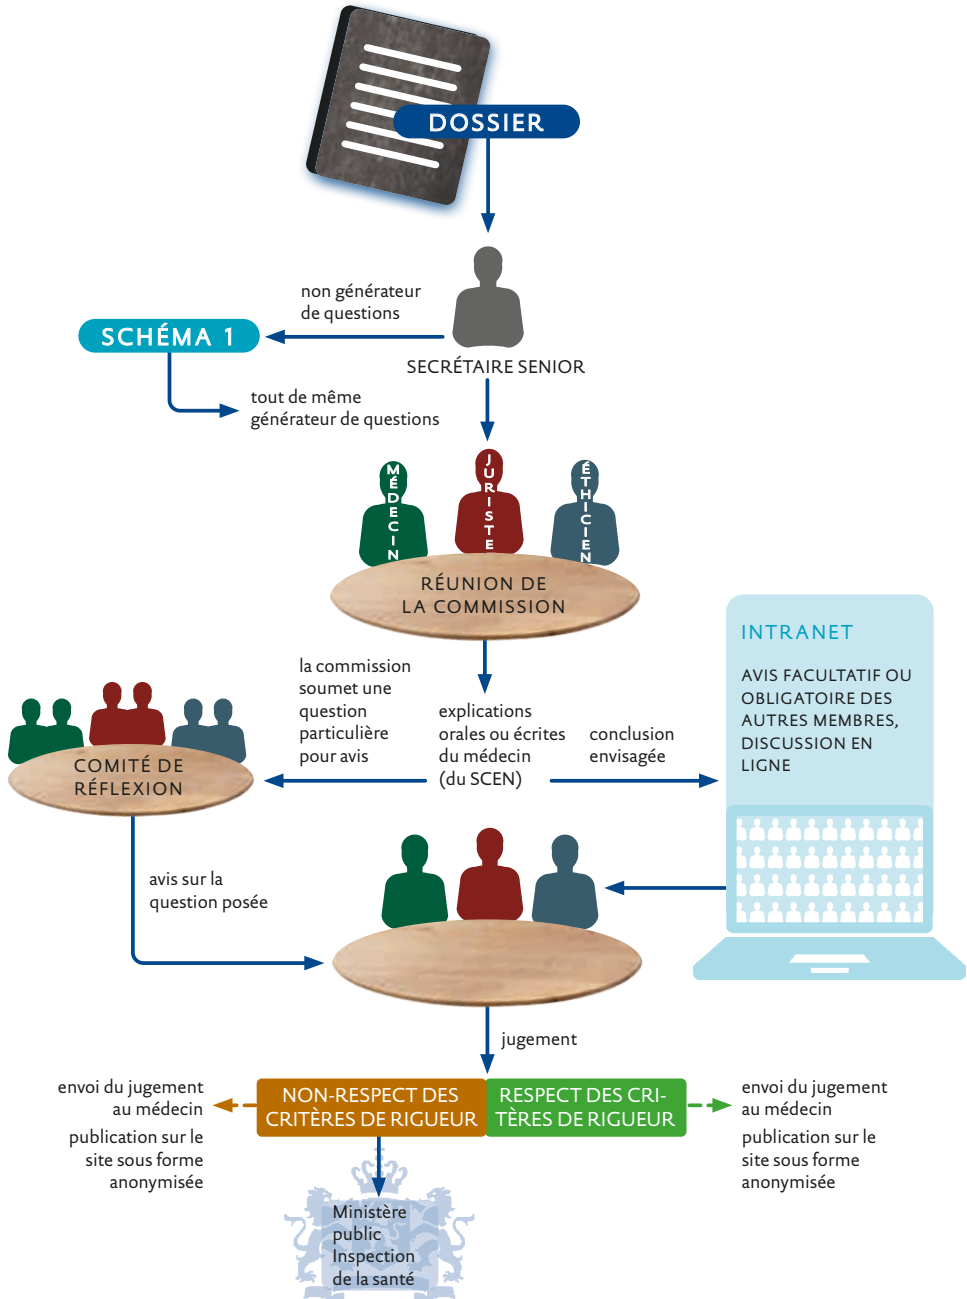 DOSSIER
non générateur
de questions
SCHÉMA 1
SECRÉTAIRE SENIOR
tout de même
générateur de questions
MÉDECIN
JURISTE
ÉTHICIEN
RÉUNION DE
LA COMMISSION
INTRANET
AVIS FACULTATIF OU
OBLIGATOIRE DES
AUTRES MEMBRES,
DISCUSSION EN
LIGNE
la commission
soumet une
question
particulière
pour avis
explications
orales ou écrites
du médecin
(du SCEN)
conclusion
envisagée
COMITÉ DE
RÉFLEXION
avis sur la
question posée
jugement
envoi du jugement
au médecin
publication sur le
site sous forme
anonymisée
NON-RESPECT DES
CRITÈRES DE RIGUEUR
RESPECT DES CRI-
TÈRES DE RIGUEUR
envoi du jugement
au médecin
publication sur le
site sous forme
anonymisée
Ministère
public
Inspection
de la santé